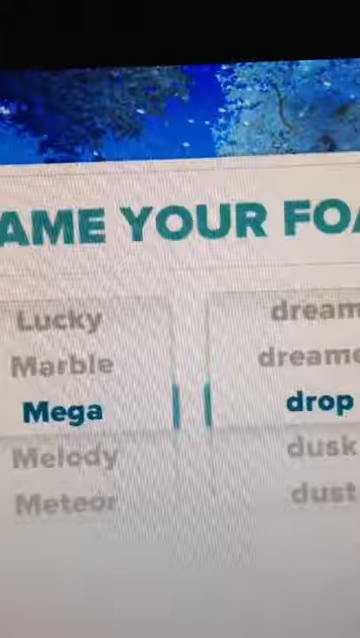 AME YOUR FOA
Lucky dream
Marble dreame
Mega drop
Melody dusk
Meteor dust